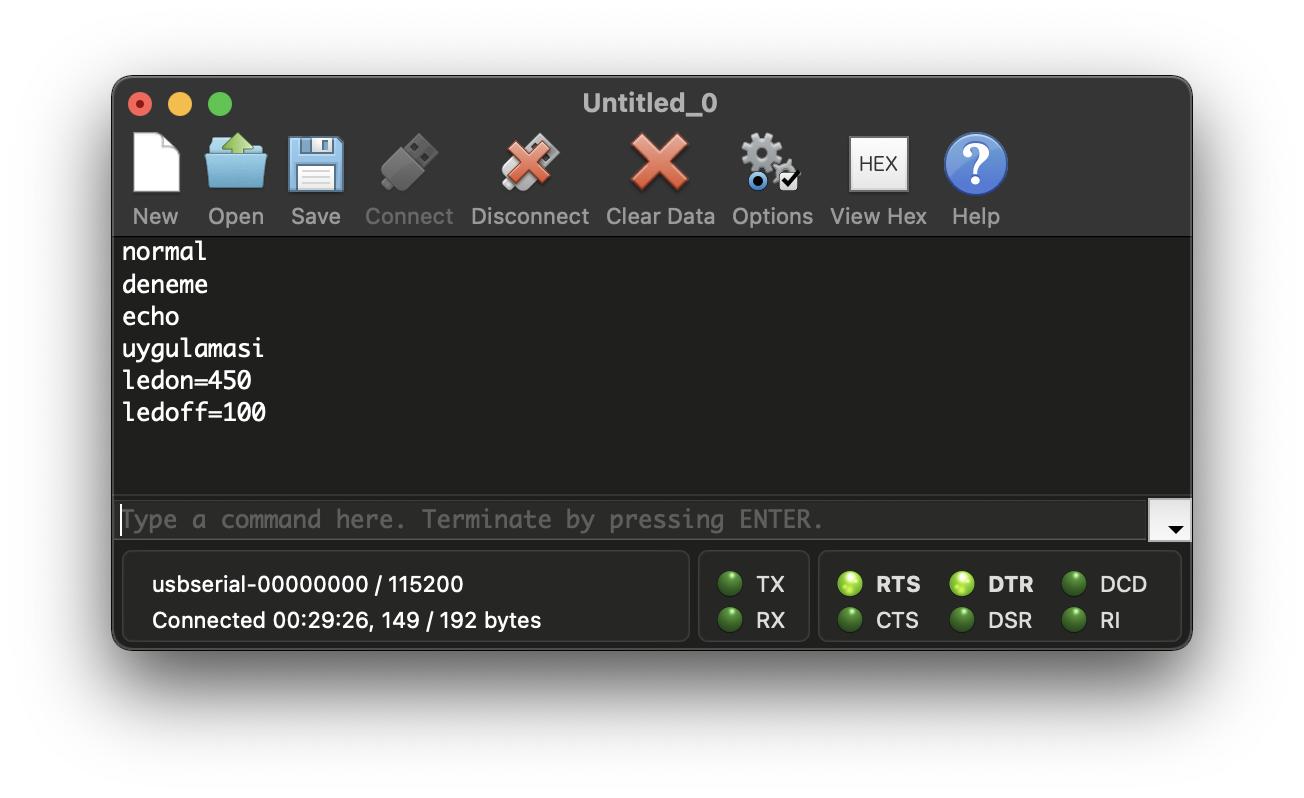 Untitled_0
New Open Save Connect Disconnect Clear Data Options View Hex Help
HEX
normal
deneme
echo
uygulamasi
ledon=450
ledoff=100
Type a command here. Terminate by pressing ENTER.
usbserial-00000000 / 115200
Connected 00:29:26, 149 / 192 bytes
TX
RX
RTS DTR DCD
CTS DSR RI